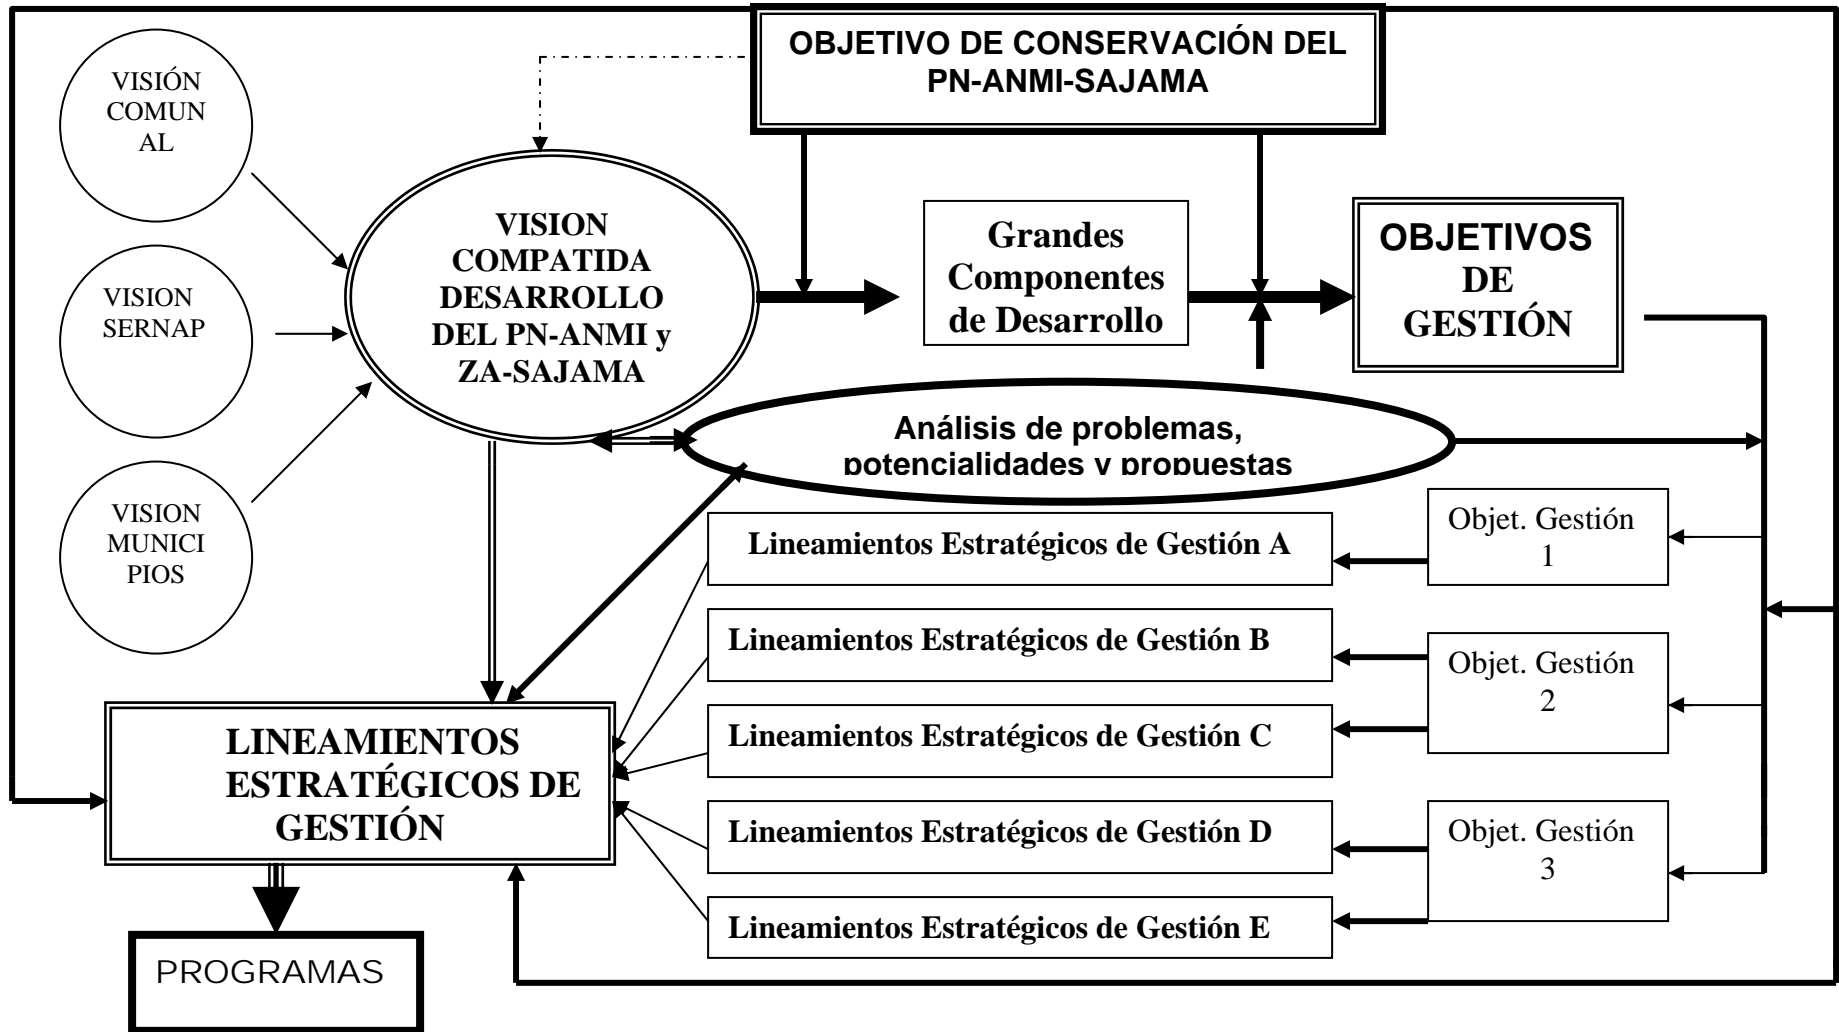 OBJETIVO DE CONSERVACIÓN DEL
PN-ANMI-SAJAMA
VISIÓN
COMUN
AL
VISION
SERNAP
VISION
MUNICI
PIOS
VISION
COMPATIDA
DESARROLLO
DEL PN-ANMI y
ZA-SAJAMA
Grandes
Componentes
de Desarrollo
OBJETIVOS
DE
GESTIÓN
Análisis de problemas,
potencialidades y propuestas
Lineamientos Estratégicos de Gestión A
Lineamientos Estratégicos de Gestión B
Lineamientos Estratégicos de Gestión C
Lineamientos Estratégicos de Gestión D
Lineamientos Estratégicos de Gestión E
Objet. Gestión
1
Objet. Gestión
2
Objet. Gestión
3
LINEAMIENTOS
ESTRATÉGICOS DE
GESTIÓN
PROGRAMAS